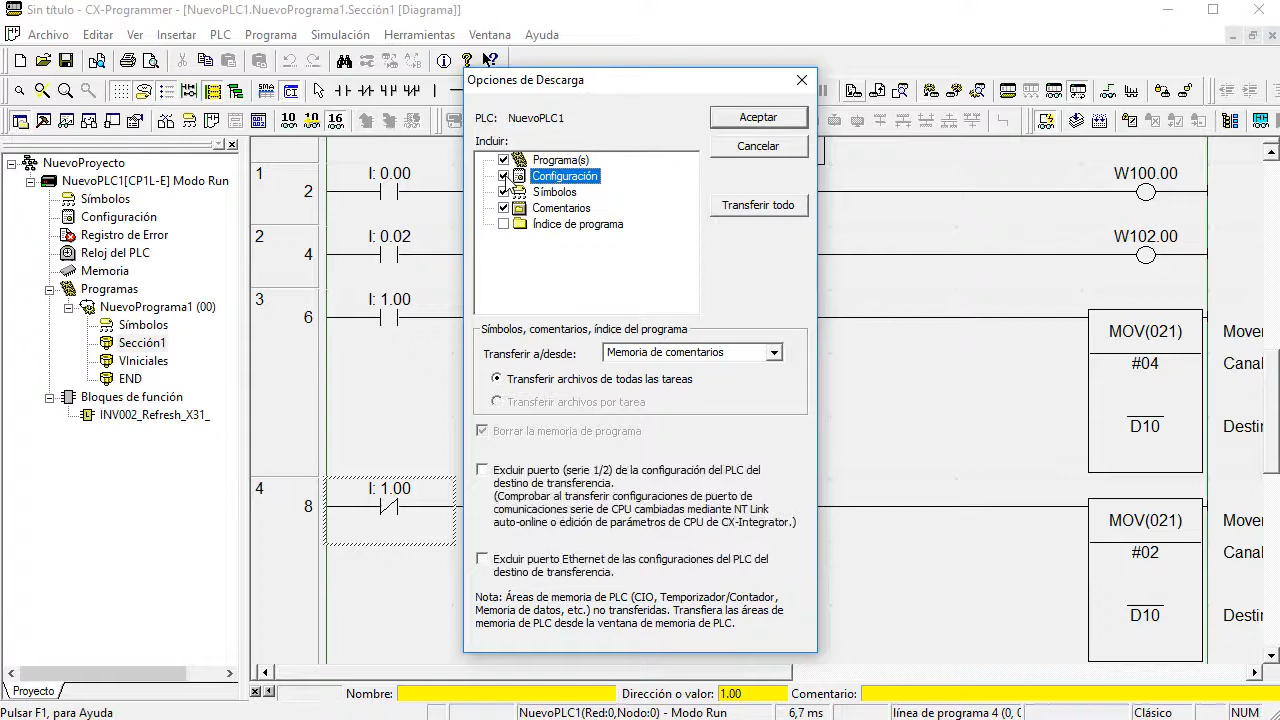 Sin título - CX-Programmer - [NuevoPLC1.NuevoPrograma1.Sección1 [Diagrama]]
Archivo Editar Ver Insertar PLC Programa Simulación Herramientas Ventana Ayuda
NuevoProyecto
NuevoPLC1[CP1L-E] Modo Run
Símbolos
Configuración
Registro de Error
Reloj del PLC
Memoria
Programas
NuevoPrograma1 (00)
Símbolos
Sección1
VIniciales
END
Bloques de función
INV002_Refresh_X31_
Proyecto
1
2
I: 0.00
W100.00
2
4
I: 0.02
W102.00
3
6
I: 1.00
MOV(021)
#04
D10
4
8
I: 1.00
MOV(021)
#02
D10
Opciones de Descarga
PLC: NuevoPLC1
Incluir:
Programa(s)
Configuración
Símbolos
Comentarios
Índice de programa
Aceptar
Cancelar
Transferir todo
Símbolos, comentarios, índice del programa
Transferir a/desde: Memoria de comentarios
Transferir archivos de todas las tareas
Transferir archivos por tarea
Borrar la memoria de programa
Excluir puerto (serie 1/2) de la configuración del PLC del
destino de transferencia.
(Comprobar al transferir configuraciones de puerto de
comunicaciones serie de CPU cambiadas mediante NT Link
auto-online o edición de parámetros de CPU de CX-Integrator.)
Excluir puerto Ethernet de las configuraciones del PLC del
destino de transferencia.
Nota: Áreas de memoria de PLC (CIO, Temporizador/Contador,
Memoria de datos, etc.) no transferidas. Transfiera las áreas de
memoria de PLC desde la ventana de memoria de PLC.
Nombre: Dirección o valor: 1.00 Comentario:
Pulsar F1, para Ayuda
NuevoPLC1(Red:0,Nodo:0) - Modo Run
6,7 ms
línea de programa 4 (0, 0
Clásico
NUM